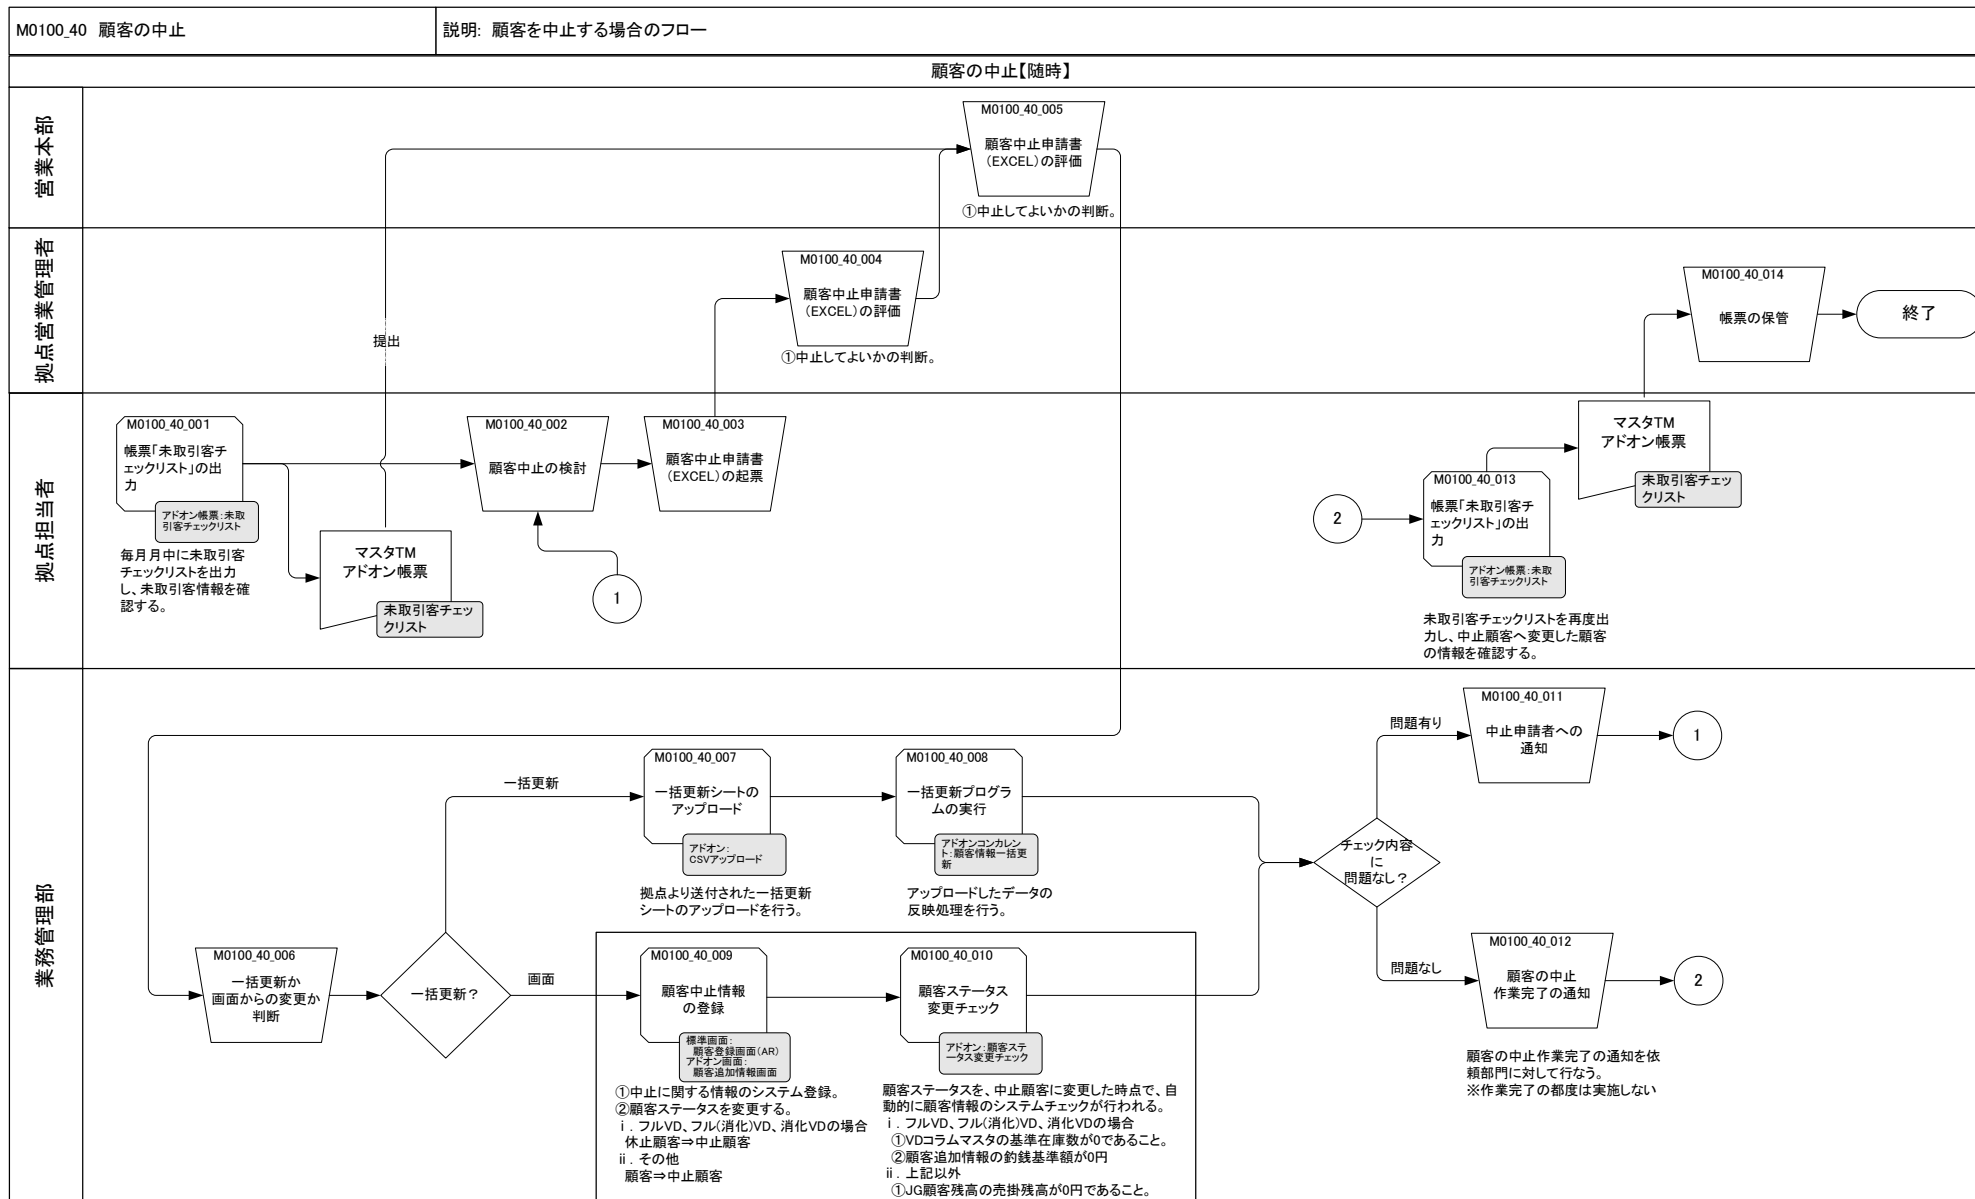 M0100_40 顧客の中止
説明: 顧客を中止する場合のフロー
顧客の中止【随時】
営業本部
M0100_40_005
顧客中止申請書
(EXCEL)の評価
①中止してよいかの判断。
拠点営業管理者
M0100_40_004
顧客中止申請書
(EXCEL)の評価
①中止してよいかの判断。
提出
M0100_40_014
帳票の保管
終了
拠点担当者
M0100_40_001
帳票「未取引客チ
ェックリスト」の出
力
アドオン帳票:未取
引客チェックリスト
毎月月中に未取引客
チェックリストを出力
し、未取引客情報を確
認する。
マスタTM
アドオン帳票
未取引客チェッ
クリスト
M0100_40_002
顧客中止の検討
1
M0100_40_003
顧客中止申請書
(EXCEL)の起票
2
M0100_40_013
帳票「未取引客チ
ェックリスト」の出
力
アドオン帳票:未取
引客チェックリスト
未取引客チェックリストを再度出
力し、中止顧客へ変更した顧客
の情報を確認する。
マスタTM
アドオン帳票
未取引客チェッ
クリスト
業務管理部
M0100_40_006
一括更新か
画面からの変更か
判断
一括更新?
一括更新
画面
M0100_40_007
一括更新シートの
アップロード
アドオン:
CSVアップロード
拠点より送付された一括更新
シートのアップロードを行う。
M0100_40_008
一括更新プログラ
ムの実行
アドオンコンカレン
ト:顧客情報一括更
新
アップロードしたデータの
反映処理を行う。
M0100_40_009
顧客中止情報
の登録
標準画面:
顧客登録画面(AR)
アドオン画面:
顧客追加情報画面
①中止に関する情報のシステム登録。
②顧客ステータスを変更する。
ⅰ. フルVD、フル(消化)VD、消化VDの場合
休止顧客⇒中止顧客
ⅱ. その他
顧客⇒中止顧客
M0100_40_010
顧客ステータス
変更チェック
アドオン:顧客ステ
ータス変更チェック
顧客ステータスを、中止顧客に変更した時点で、自
動的に顧客情報のシステムチェックが行われる。
ⅰ. フルVD、フル(消化)VD、消化VDの場合
①VDコラムマスタの基準在庫数が0であること。
②顧客追加情報の釣銭基準額が0円
ⅱ. 上記以外
①JG顧客残高の売掛残高が0円であること。
チェック内容
に
問題なし?
問題有り
M0100_40_011
中止申請者への
通知
1
問題なし
M0100_40_012
顧客の中止
作業完了の通知
2
顧客の中止作業完了の通知を依
頼部門に対して行なう。
※作業完了の都度は実施しない